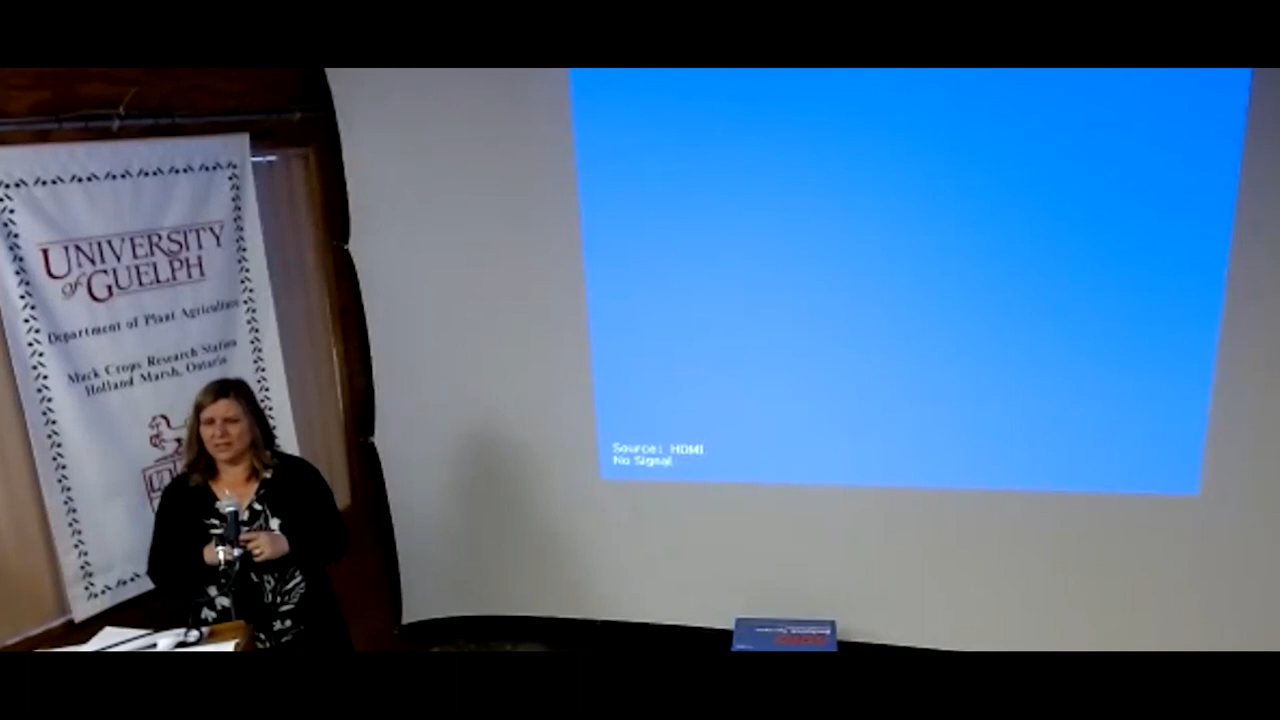 UNIVERSITY
of GUELPH
Department of Plant Agriculture
Muck Crops Research Station
Holland Marsh, Ontario
Source: HDMI
No Signal